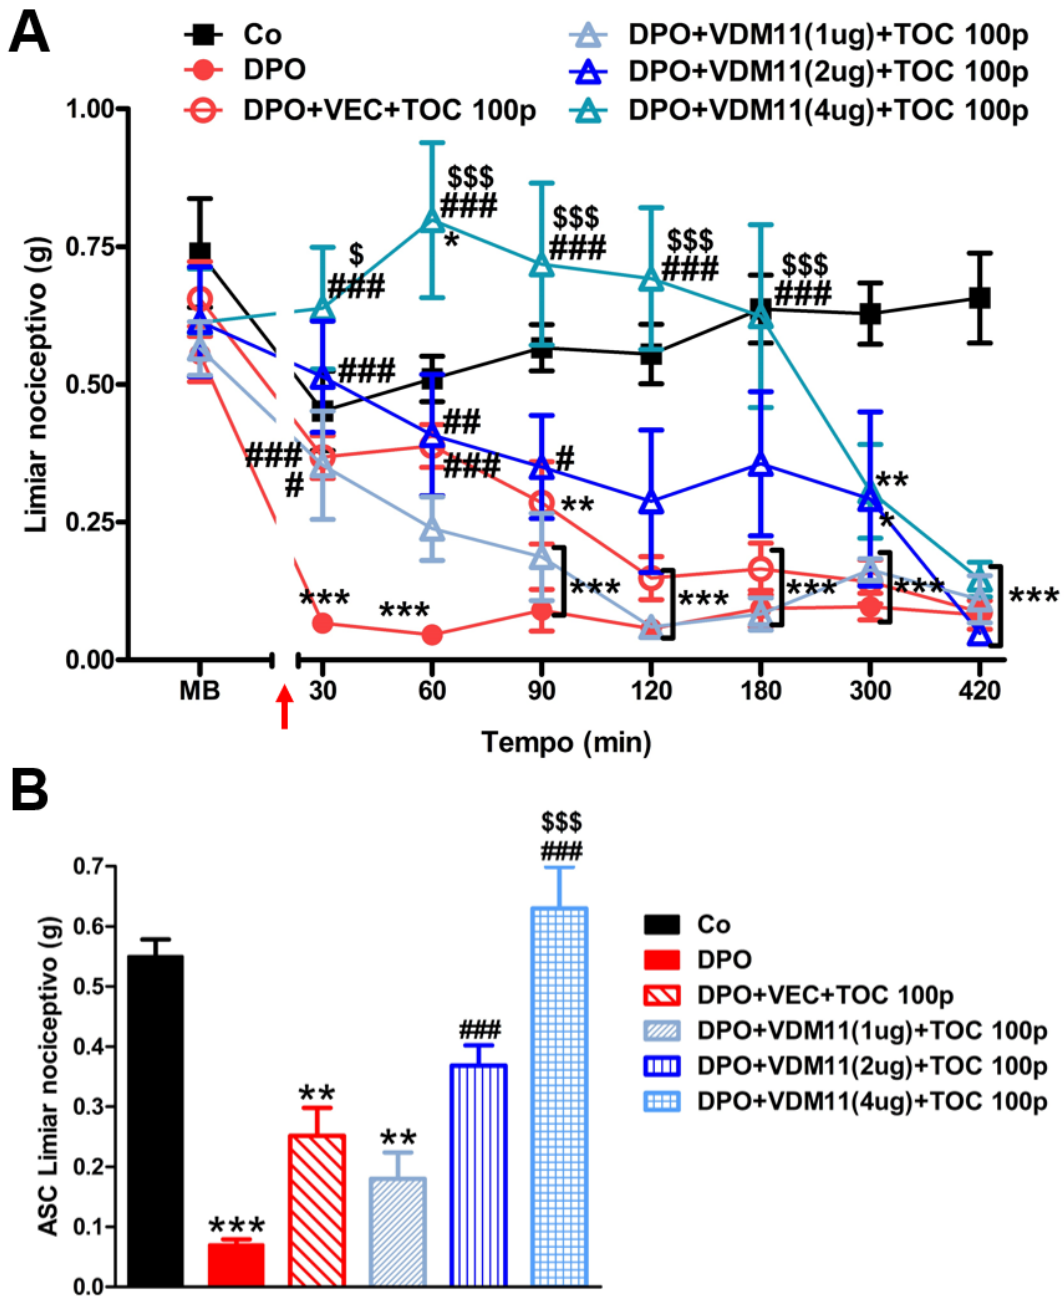 A
Co
DPO
DPO+VEC+TOC 100p
DPO+VDM11(1ug)+TOC 100p
DPO+VDM11(2ug)+TOC 100p
DPO+VDM11(4ug)+TOC 100p
Limiar nociceptivo (g)
1.00
0.75
0.50
0.25
0.00
$$$
###
*
$$$
###
$$$
###
$$$
###
$
###
###
##
###
###
#
#
**
**
*
***
***
***
***
***
***
***
MB
30
60
90
120
180
300
420
Tempo (min)
B
ASC Limiar nociceptivo (g)
0.7
0.6
0.5
0.4
0.3
0.2
0.1
0.0
***
**
**
###
$$$
###
Co
DPO
DPO+VEC+TOC 100p
DPO+VDM11(1ug)+TOC 100p
DPO+VDM11(2ug)+TOC 100p
DPO+VDM11(4ug)+TOC 100p